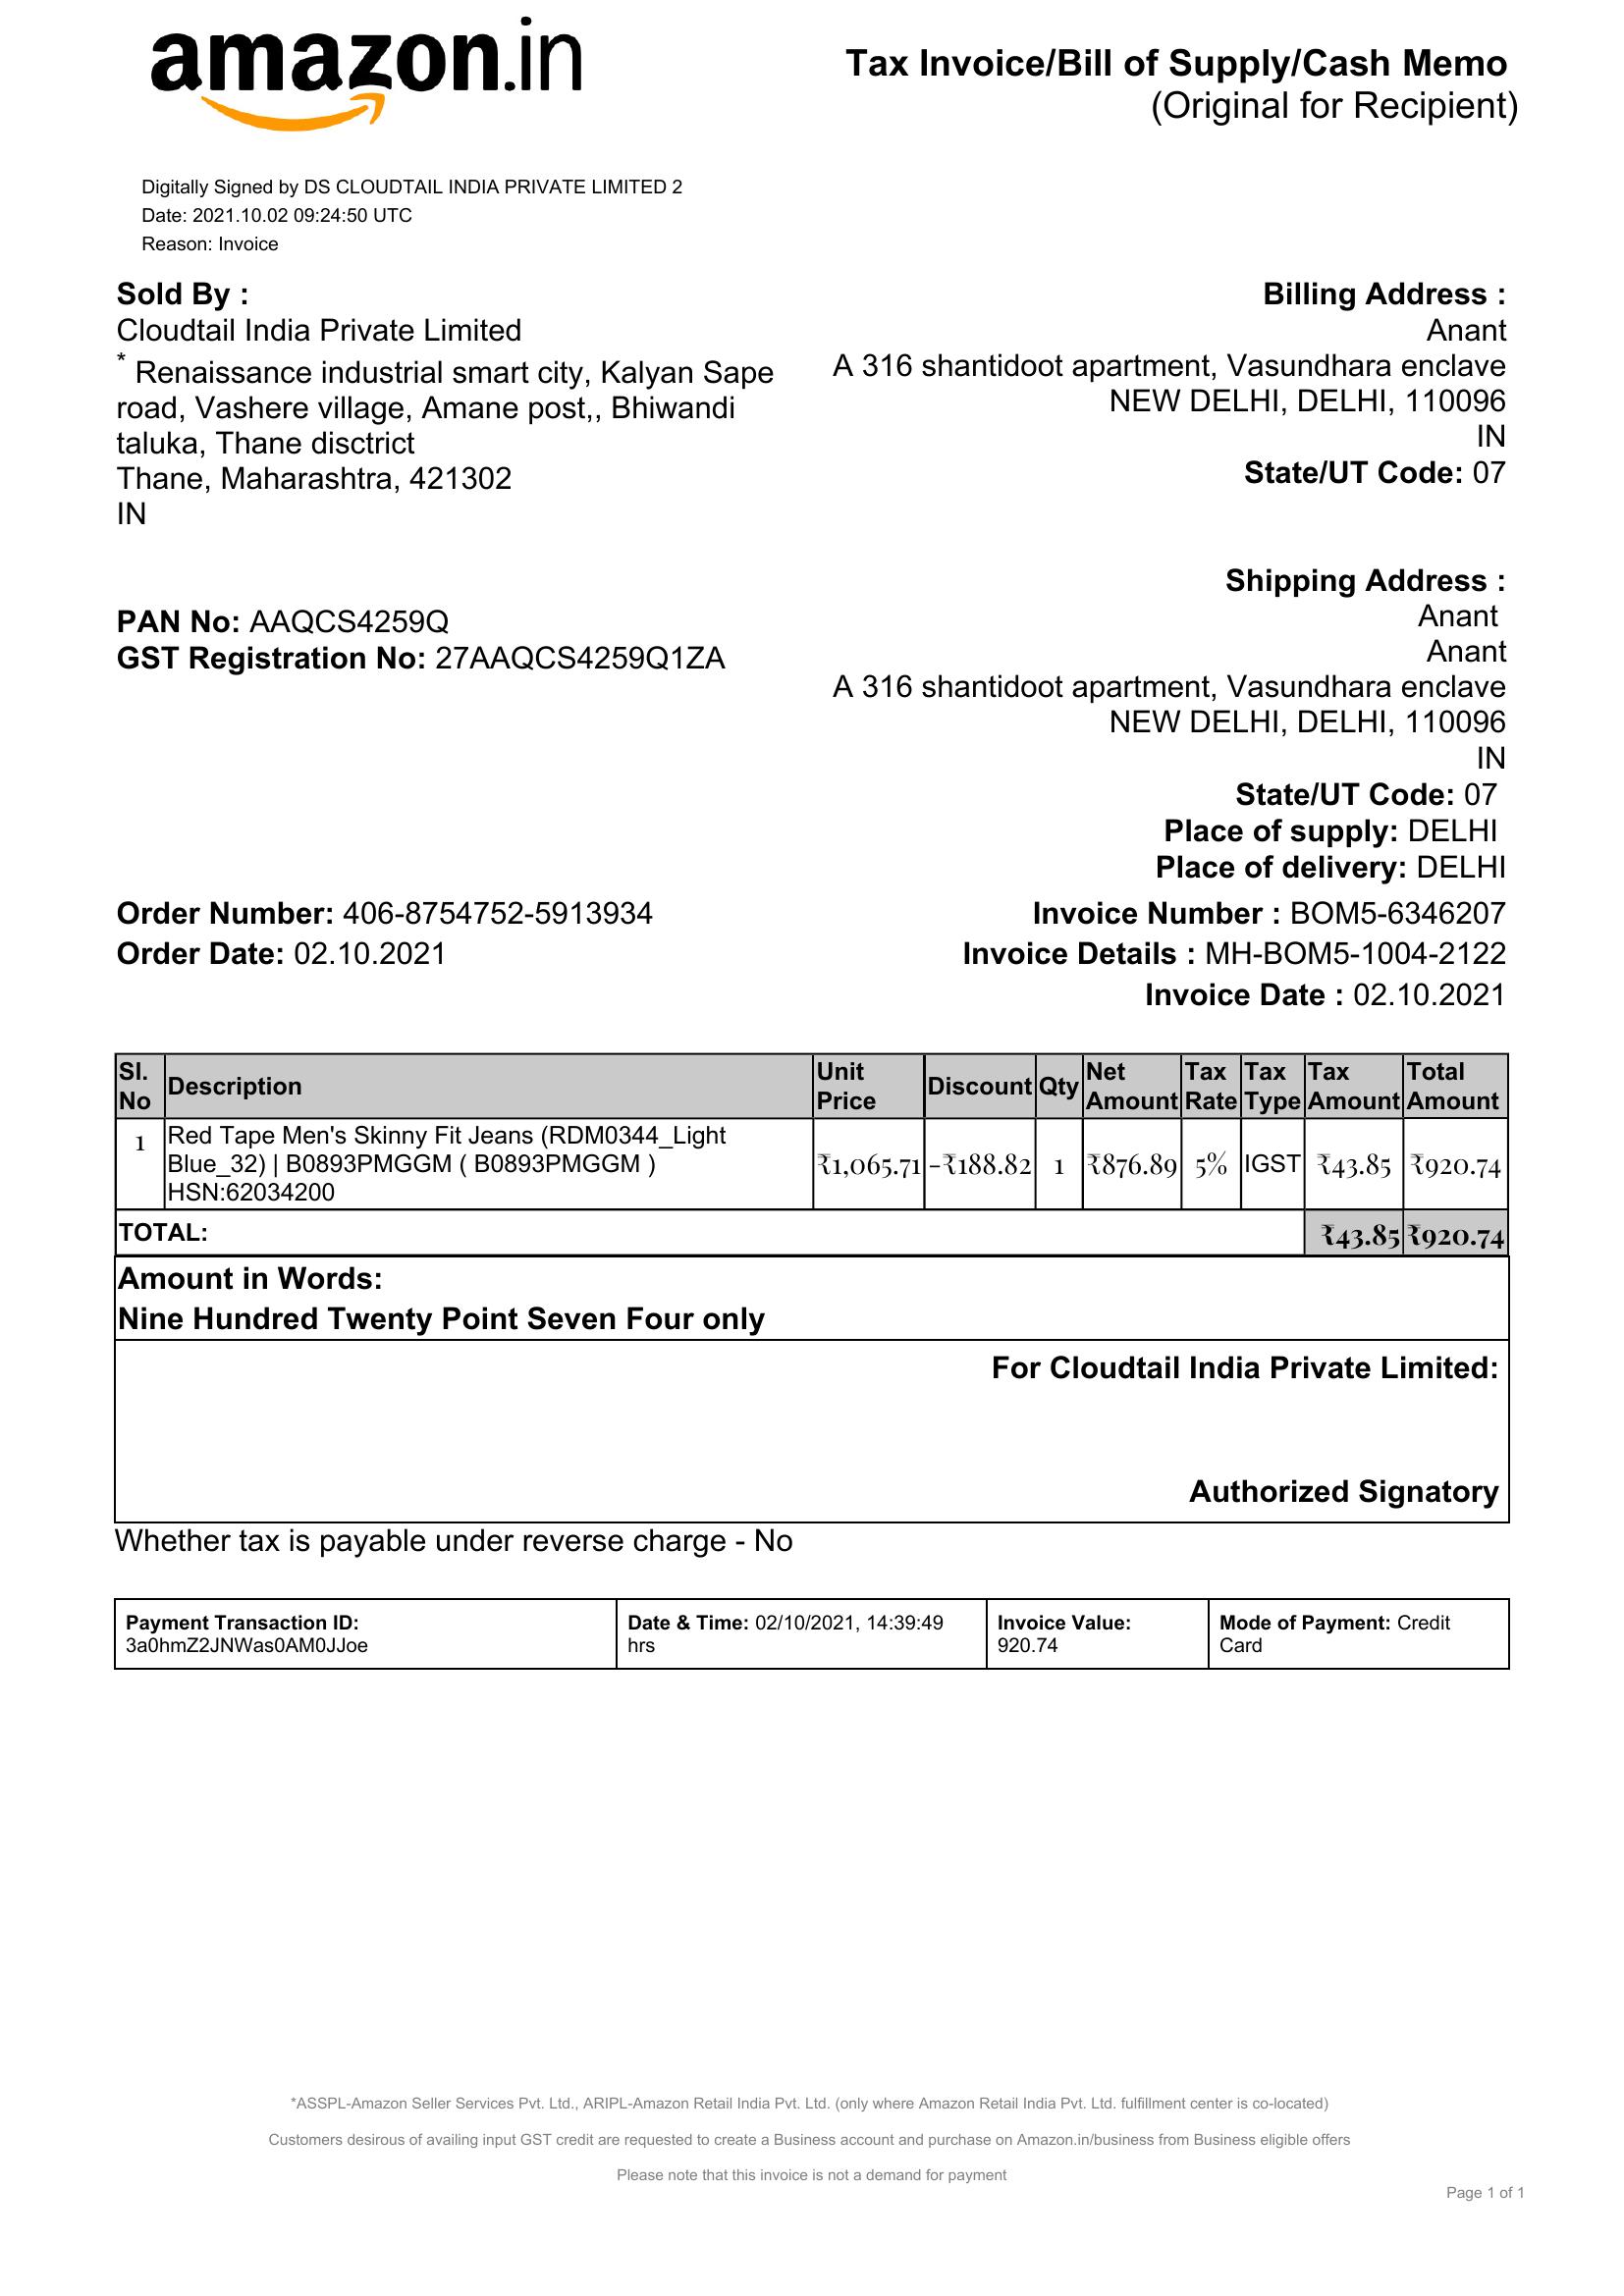 amazon.in
Tax Invoice/Bill of Supply/Cash Memo
(Original for Recipient)
Digitally Signed by DS CLOUDTAIL INDIA PRIVATE LIMITED 2
Date: 2021.10.02 09:24:50 UTC
Reason: Invoice
Sold By :
Cloudtail India Private Limited
* Renaissance industrial smart city, Kalyan Sape
road, Vashere village, Amane post,, Bhiwandi
taluka, Thane disctrict
Thane, Maharashtra, 421302
IN
Billing Address :
Anant
A 316 shantidoot apartment, Vasundhara enclave
NEW DELHI, DELHI, 110096
IN
State/UT Code: 07
PAN No: AAQCS4259Q
GST Registration No: 27AAQCS4259Q1ZA
Shipping Address :
Anant
Anant
A 316 shantidoot apartment, Vasundhara enclave
NEW DELHI, DELHI, 110096
IN
State/UT Code: 07
Place of supply: DELHI
Place of delivery: DELHI
Order Number: 406-8754752-5913934
Order Date: 02.10.2021
Invoice Number : BOM5-6346207
Invoice Details : MH-BOM5-1004-2122
Invoice Date : 02.10.2021
Sl. No Description Unit Price Discount Qty Net Amount Tax Rate Tax Type Tax Amount Total Amount
1 Red Tape Men's Skinny Fit Jeans (RDM0344_Light
Blue_32) | B0893PMGGM ( B0893PMGGM ) ₹1,065.71 -₹188.82 1 ₹876.89 5% IGST ₹43.85 ₹920.74
HSN:62034200
TOTAL: ₹43.85 ₹920.74
Amount in Words:
Nine Hundred Twenty Point Seven Four only
For Cloudtail India Private Limited:
Authorized Signatory
Whether tax is payable under reverse charge - No
Payment Transaction ID:
3a0hmZ2JNWas0AM0JJoe
Date & Time: 02/10/2021, 14:39:49
hrs
Invoice Value:
920.74
Mode of Payment: Credit
Card
*ASSPL-Amazon Seller Services Pvt. Ltd., ARIPL-Amazon Retail India Pvt. Ltd. (only where Amazon Retail India Pvt. Ltd. fulfillment center is co-located)
Customers desirous of availing input GST credit are requested to create a Business account and purchase on Amazon.in/business from Business eligible offers
Please note that this invoice is not a demand for payment
Page 1 of 1